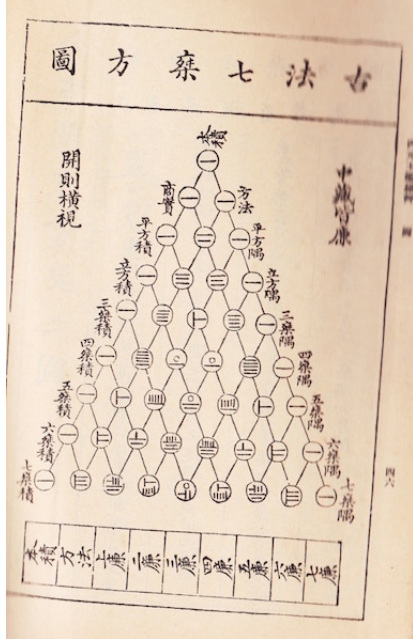 古法七乘方圖
中藏皆廉
開則橫視
本積
商實
方法
平方積
平方隅
立方積
立方隅
三乘積
三乘隅
四乘積
四乘隅
五乘積
五乘隅
六乘積
六乘隅
七乘積
七乘隅
本積
方法
上廉
二廉
三廉
四廉
五廉
六廉
七廉
四六